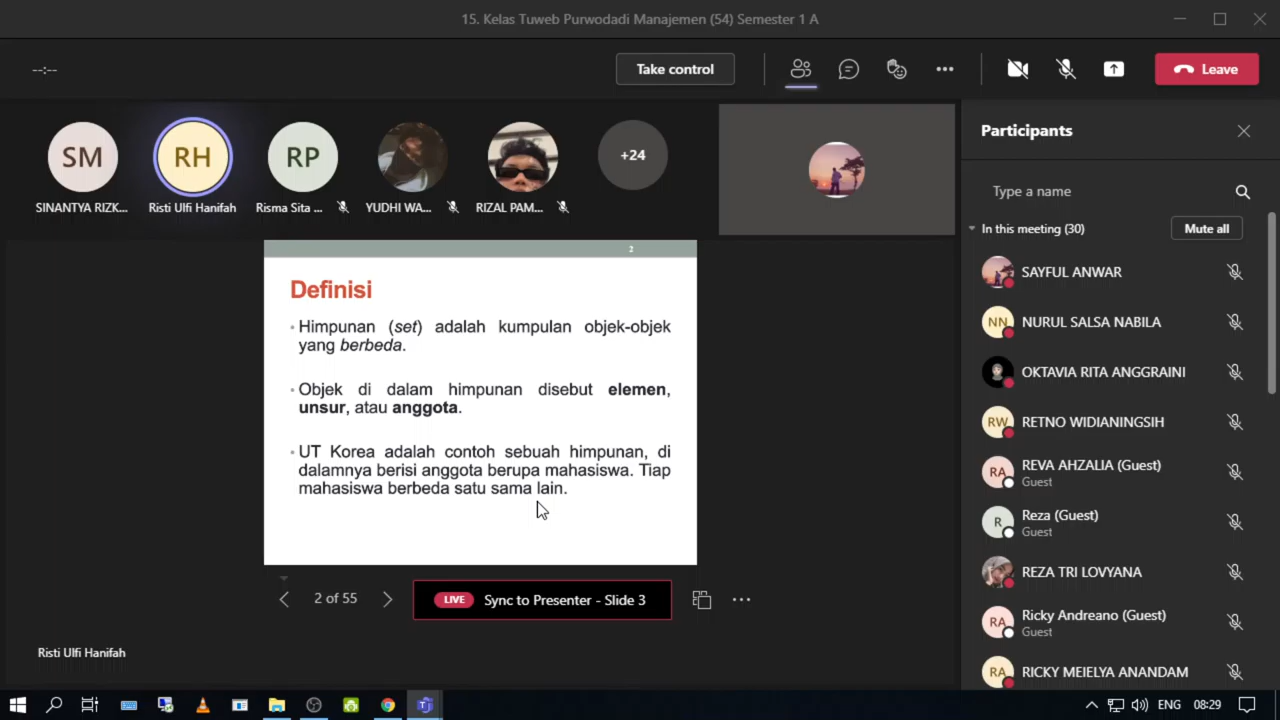 15. Kelas Tuweb Purwodadi Manajemen (54) Semester 1 A
--:--
Take control
Leave
SM
RH
RP
+24
SINANTYA RIZK...
Risti Ulfi Hanifah
Risma Sita ...
YUDHI WA...
RIZAL PAM...
2
Definisi
• Himpunan (set) adalah kumpulan objek-objek
yang berbeda.
• Objek di dalam himpunan disebut elemen,
unsur, atau anggota.
• UT Korea adalah contoh sebuah himpunan, di
dalamnya berisi anggota berupa mahasiswa. Tiap
mahasiswa berbeda satu sama lain.
2 of 55
LIVE Sync to Presenter - Slide 3
Risti Ulfi Hanifah
Participants
Type a name
In this meeting (30)
Mute all
SAYFUL ANWAR
NN NURUL SALSA NABILA
OKTAVIA RITA ANGGRAINI
RW RETNO WIDIANINGSIH
RA REVA AHZALIA (Guest)
Guest
R Reza (Guest)
Guest
REZA TRI LOVYANA
RA Ricky Andreano (Guest)
Guest
RA RICKY MEIELYA ANANDAM
ENG 08:29